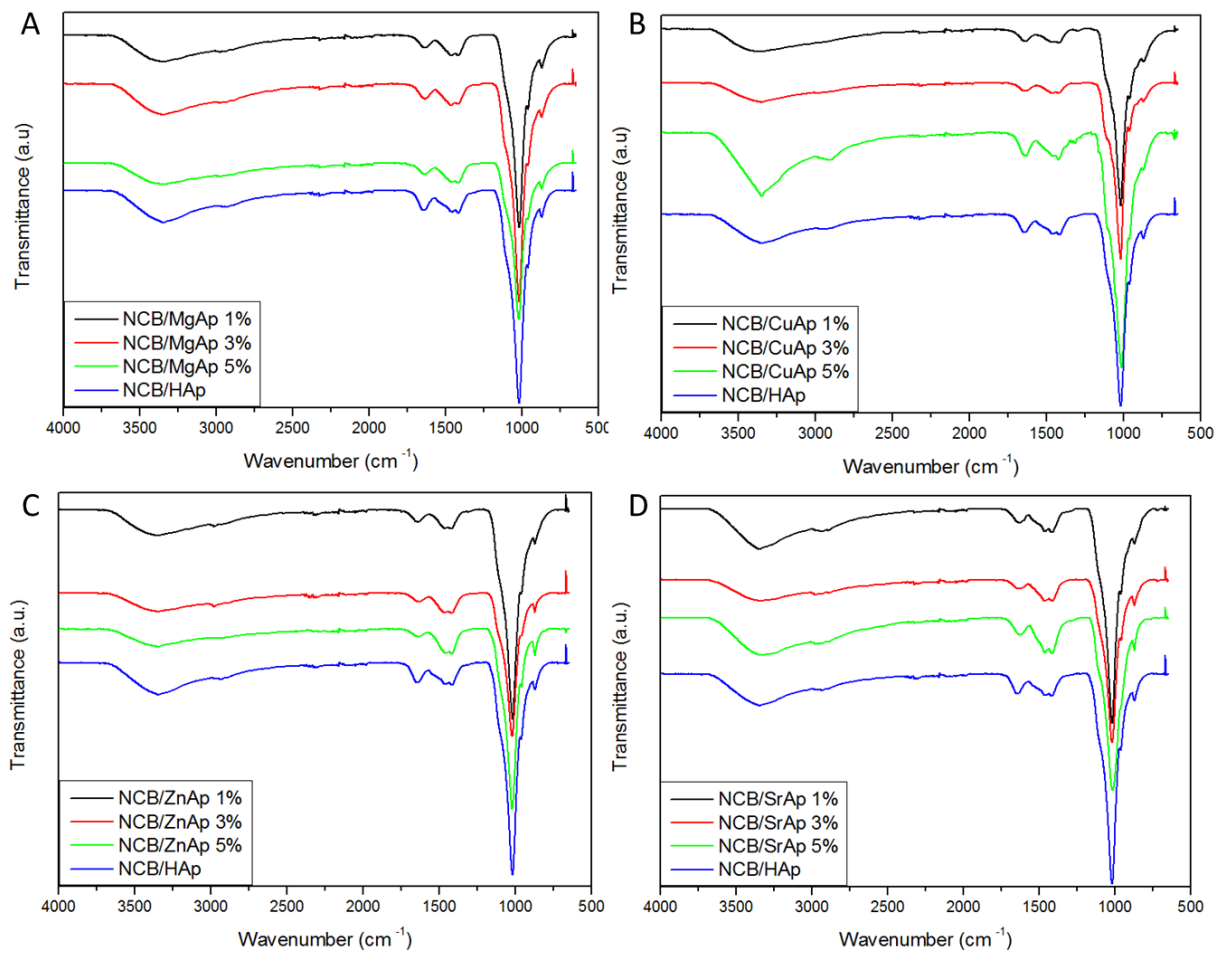 A
Transmittance (a.u)
NCB/MgAp 1%
NCB/MgAp 3%
NCB/MgAp 5%
NCB/HAp
4000 3500 3000 2500 2000 1500 1000 500
Wavenumber (cm⁻¹)
B
Transmittance (a.u)
NCB/CuAp 1%
NCB/CuAp 3%
NCB/CuAp 5%
NCB/HAp
4000 3500 3000 2500 2000 1500 1000 500
Wavenumber (cm⁻¹)
C
Transmittance (a.u.)
NCB/ZnAp 1%
NCB/ZnAp 3%
NCB/ZnAp 5%
NCB/HAp
4000 3500 3000 2500 2000 1500 1000 500
Wavenumber (cm⁻¹)
D
Transmittance (a.u.)
NCB/SrAp 1%
NCB/SrAp 3%
NCB/SrAp 5%
NCB/HAp
4000 3500 3000 2500 2000 1500 1000 500
Wavenumber (cm⁻¹)